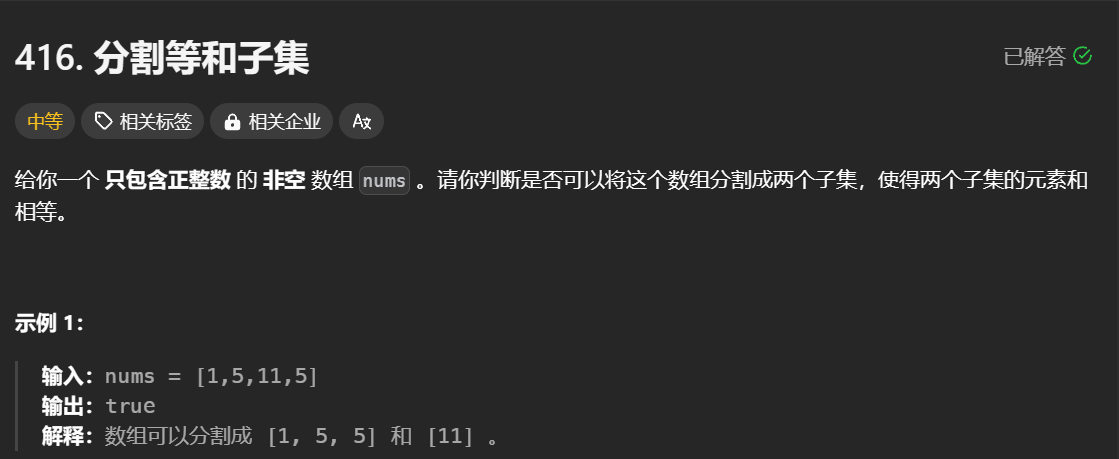 416. 分割等和子集
已解答
中等
相关标签
相关企业
给你一个 只包含正整数 的 非空 数组 nums 。请你判断是否可以将这个数组分割成两个子集，使得两个子集的元素和
相等。
示例 1：
输入：nums = [1,5,11,5]
输出：true
解释：数组可以分割成 [1, 5, 5] 和 [11] 。